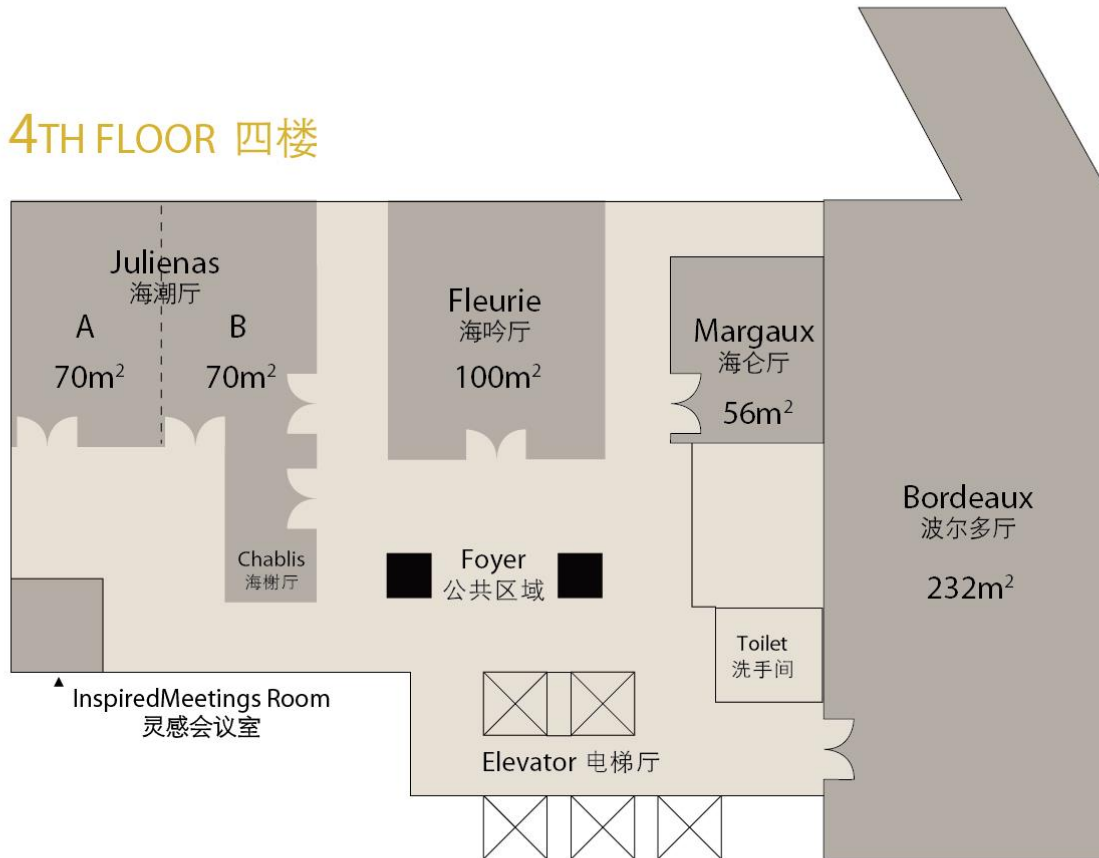 4TH FLOOR 四楼
Julienas
海潮厅
A
70m²
B
70m²
Fleurie
海吟厅
100m²
Margaux
海仑厅
56m²
Bordeaux
波尔多厅
232m²
Chablis
海榭厅
Foyer
公共区域
Toilet
洗手间
InspiredMeetings Room
灵感会议室
Elevator 电梯厅